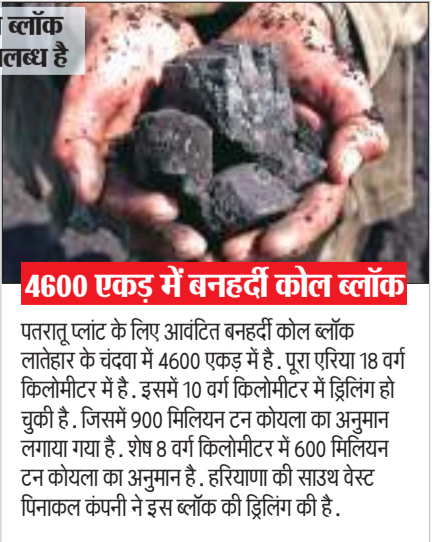 ब्लॉक
है
4600 एकड़ में बनहर्दी कोल ब्लॉक
पतरातू प्लांट के लिए आवंटित बनहर्दी कोल ब्लॉक
लातेहार के चंदवा में 4600 एकड़ में है. पूरा एरिया 18 वर्ग
किलोमीटर में है. इसमें 10 वर्ग किलोमीटर में ड्रिलिंग हो
चुकी है. जिसमें 900 मिलियन टन कोयला का अनुमान
लगाया गया है. शेष 8 वर्ग किलोमीटर में 600 मिलियन
टन कोयला का अनुमान है. हरियाणा की साउथ वेस्ट
पिनाकल कंपनी ने इस ब्लॉक की ड्रिलिंग की है.